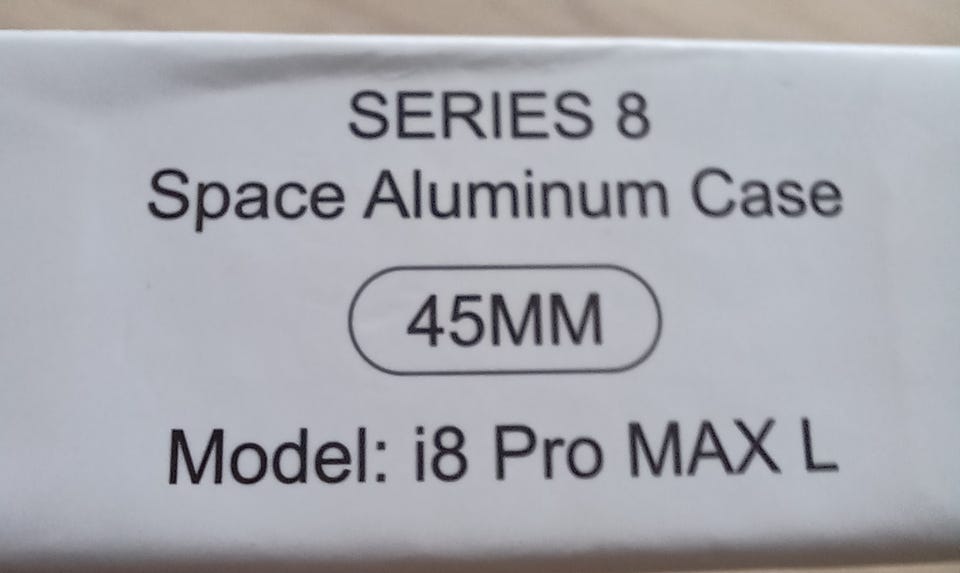 SERIES 8
Space Aluminum Case
45MM
Model: i8 Pro MAX L